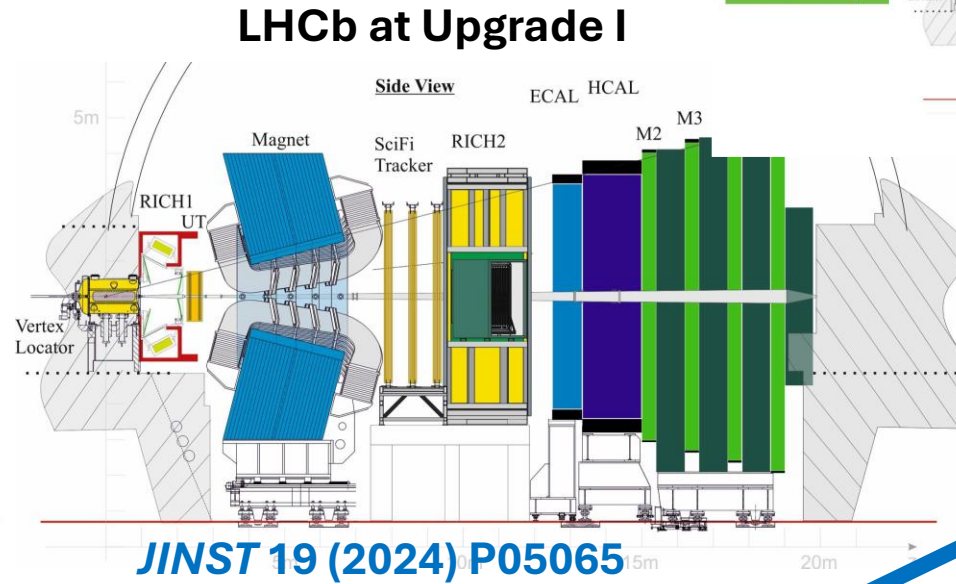 LHCb at Upgrade I
Side View
ECAL HCAL
5m
M3
M2
Magnet
SciFi
Tracker
RICH2
RICH1
UT
Vertex
Locator
JINST 19 (2024) P05065
5m
15m
20m